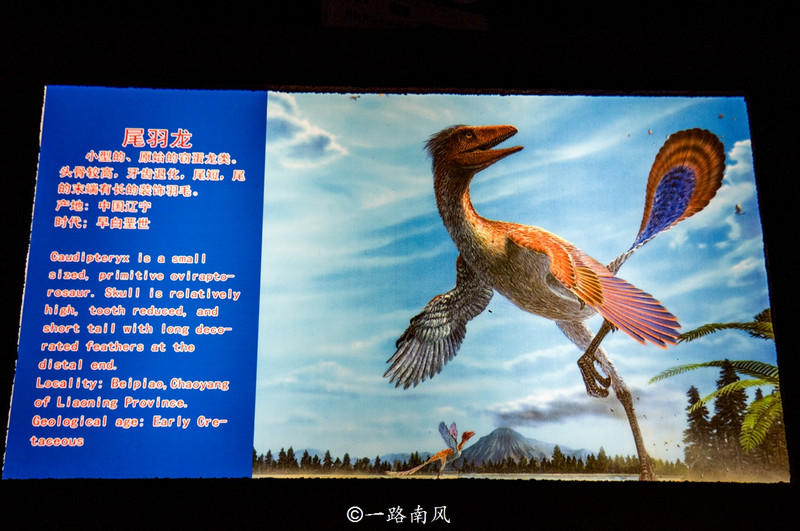 尾羽龙
小型的、原始的窃蛋龙类。
头骨较高，牙齿退化，尾短，尾
的末端有长的装饰羽毛。
产地：中国辽宁
时代：早白垩世
Caudipteryx is a small
sized, primitive ovirapto-
rosaur. Skull is relatively
high, tooth reduced, and
short tail with long deco-
rated feathers at the
distal end.
Locality: Beipiao,Chaoyang
of Liaoning Province.
Geological age: Early Cre-
taceous
©一路南风